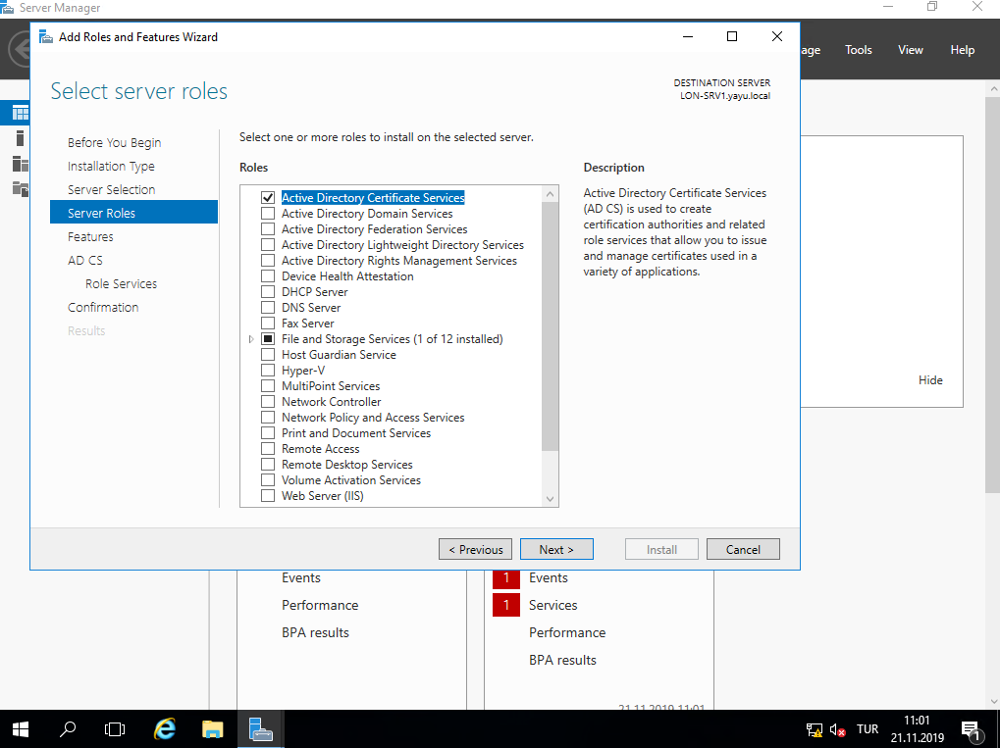 Server Manager
Add Roles and Features Wizard
age Tools View Help
Select server roles
DESTINATION SERVER
LON-SRV1.yayu.local
Before You Begin
Installation Type
Server Selection
Server Roles
Features
AD CS
Role Services
Confirmation
Results
Select one or more roles to install on the selected server.
Roles
Active Directory Certificate Services
Active Directory Domain Services
Active Directory Federation Services
Active Directory Lightweight Directory Services
Active Directory Rights Management Services
Device Health Attestation
DHCP Server
DNS Server
Fax Server
File and Storage Services (1 of 12 installed)
Host Guardian Service
Hyper-V
MultiPoint Services
Network Controller
Network Policy and Access Services
Print and Document Services
Remote Access
Remote Desktop Services
Volume Activation Services
Web Server (IIS)
Description
Active Directory Certificate Services
(AD CS) is used to create
certification authorities and related
role services that allow you to issue
and manage certificates used in a
variety of applications.
Hide
< Previous
Next >
Install
Cancel
Events
Performance
BPA results
1 Events
1 Services
Performance
BPA results
21.11.2019 11:01
TUR
11:01
21.11.2019
1